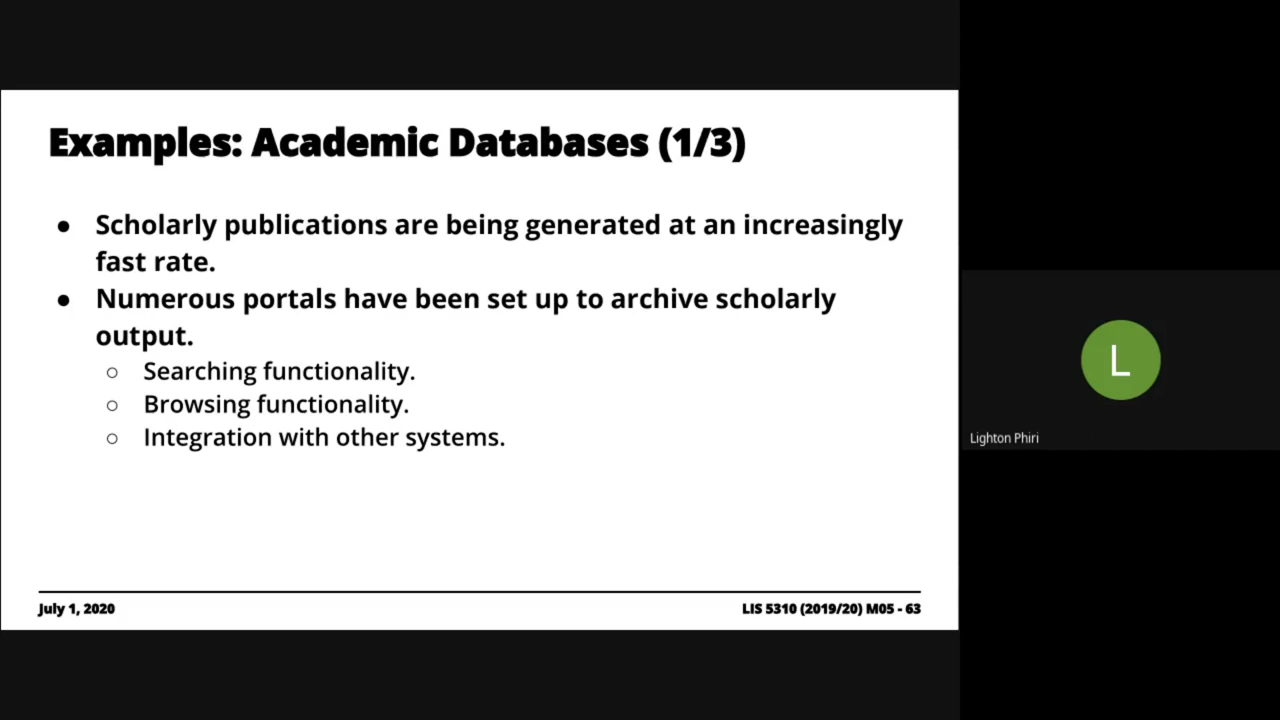 Examples: Academic Databases (1/3)
● Scholarly publications are being generated at an increasingly
fast rate.
● Numerous portals have been set up to archive scholarly
output.
○ Searching functionality.
○ Browsing functionality.
○ Integration with other systems.
July 1, 2020
LIS 5310 (2019/20) M05 - 63
L
Lighton Phiri